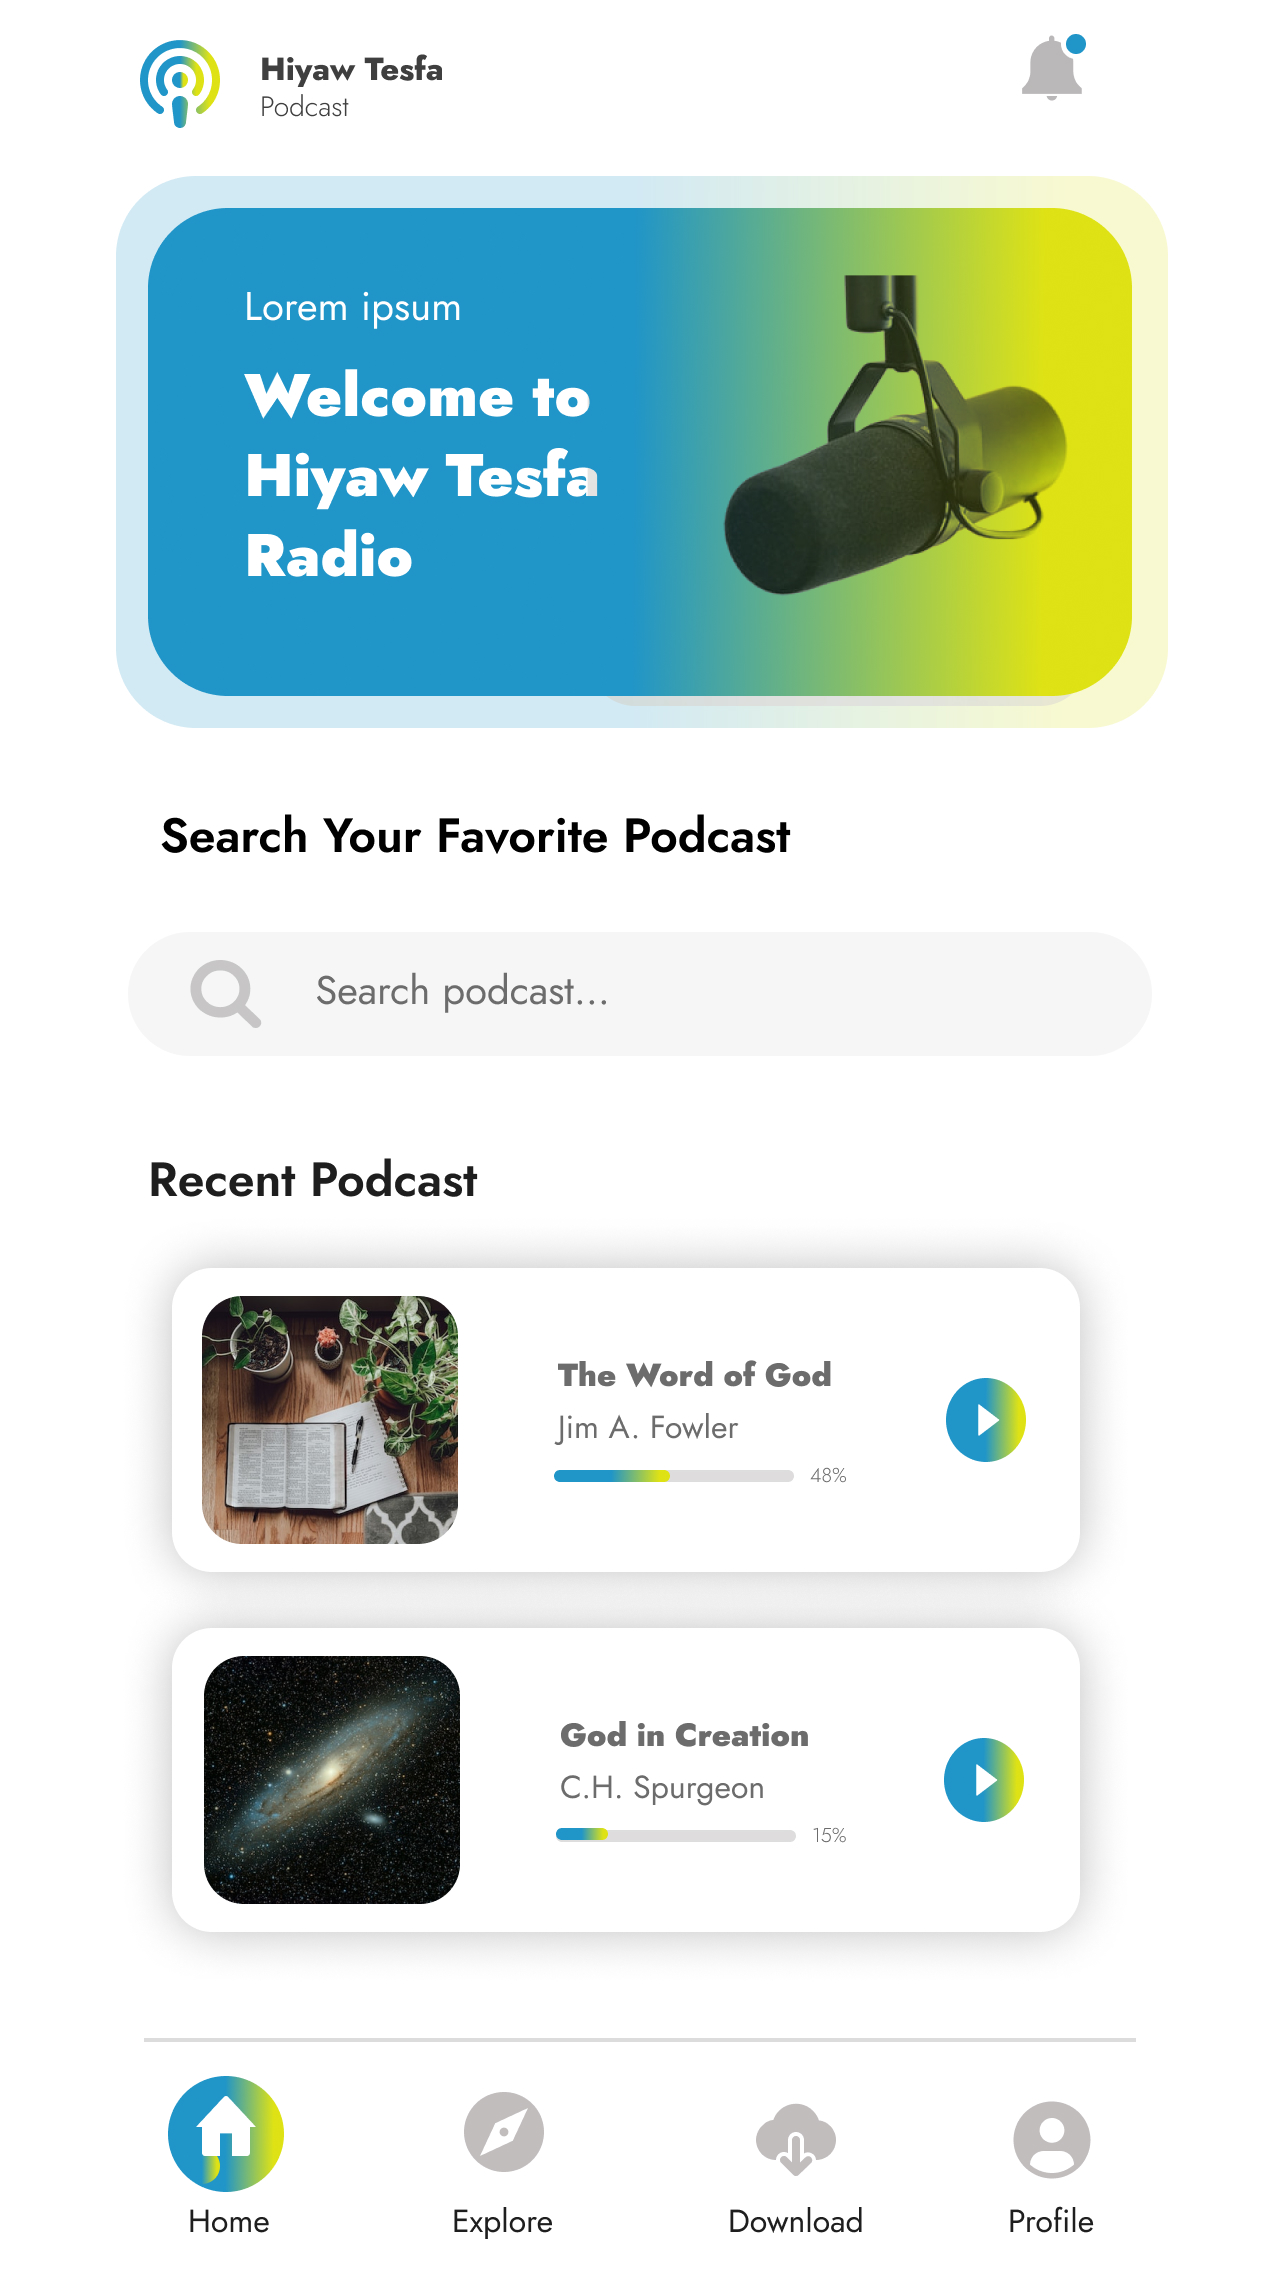 Hiyaw Tesfa
Podcast
Lorem ipsum
Welcome to
Hiyaw Tesfa
Radio
Search Your Favorite Podcast
Search podcast...
Recent Podcast
The Word of God
Jim A. Fowler
48%
God in Creation
C.H. Spurgeon
15%
Home
Explore
Download
Profile